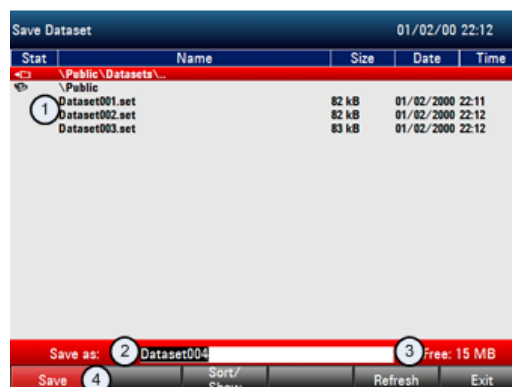 Save Dataset 01/02/00 22:12
Stat Name Size Date Time
\Public\Datasets\..
\Public
1
Dataset001.set 82 kB 01/02/2000 22:11
Dataset002.set 82 kB 01/02/2000 22:12
Dataset003.set 83 kB 01/02/2000 22:12
Save as: 2 Dataset004 3 Free: 15 MB
Save 4 Sort/ Refresh Exit
Show